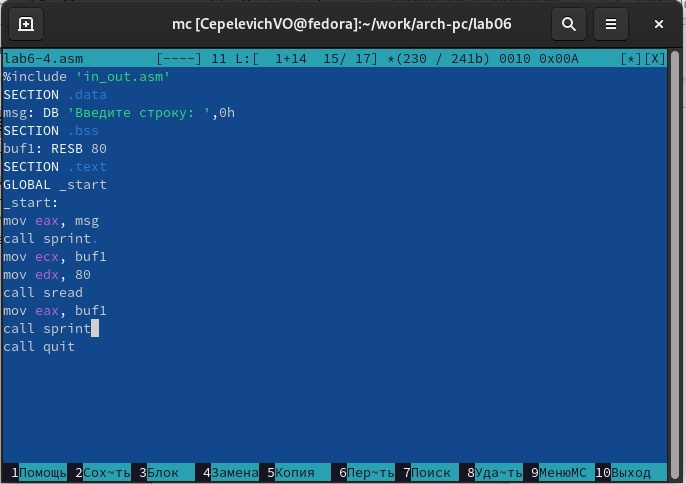 mc [CepelevichVO@fedora]:~/work/arch-pc/lab06
lab6-4.asm [----] 11 L:[ 1+14 15/ 17] *(230 / 241b) 0010 0x00A [*][X]
%include 'in_out.asm'
SECTION .data
msg: DB 'Введите строку: ',0h
SECTION .bss
buf1: RESB 80
SECTION .text
GLOBAL _start
_start:
mov eax, msg
call sprint.
mov ecx, buf1
mov edx, 80
call sread
mov eax, buf1
call sprint
call quit
1Помощь 2Сох~ть 3Блок 4Замена 5Копия 6Пер~ть 7Поиск 8Уда~ть 9МенюМС 10Выход